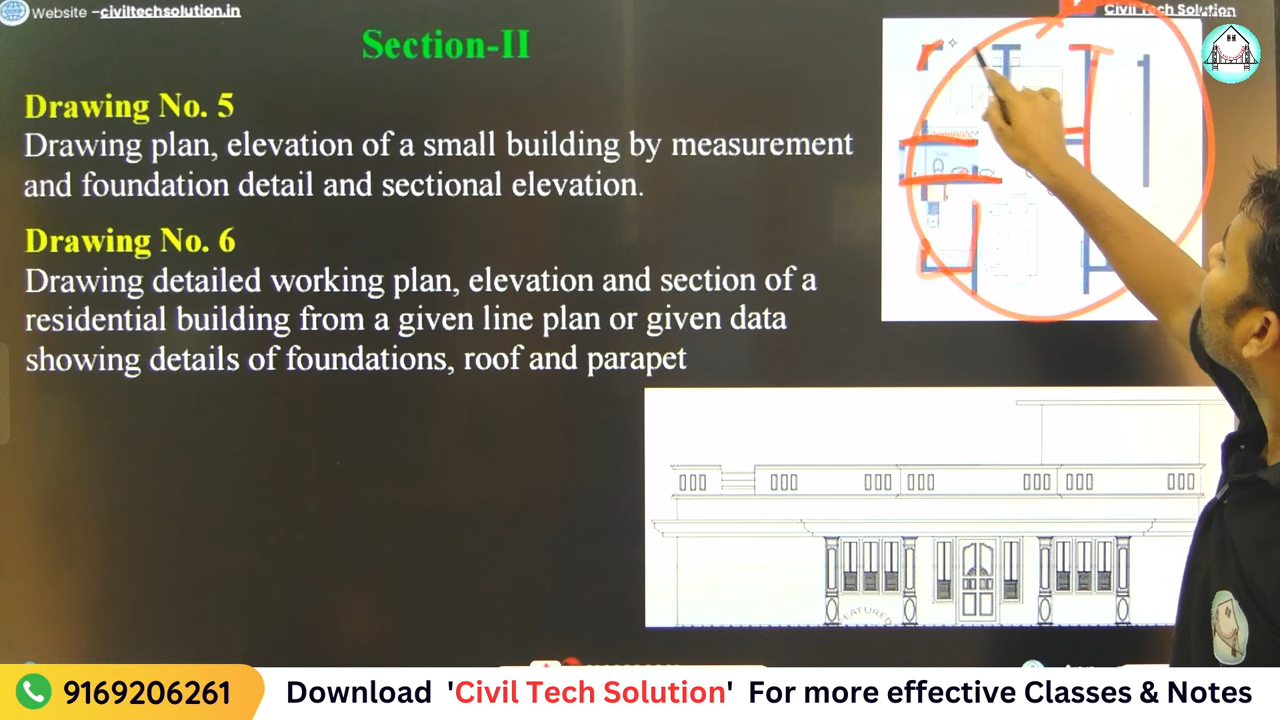 Website -civiltechsolution.in
Civil Tech Solution
Section-II
Drawing No. 5
Drawing plan, elevation of a small building by measurement
and foundation detail and sectional elevation.
Drawing No. 6
Drawing detailed working plan, elevation and section of a
residential building from a given line plan or given data
showing details of foundations, roof and parapet
9169206261
Download 'Civil Tech Solution' For more effective Classes & Notes